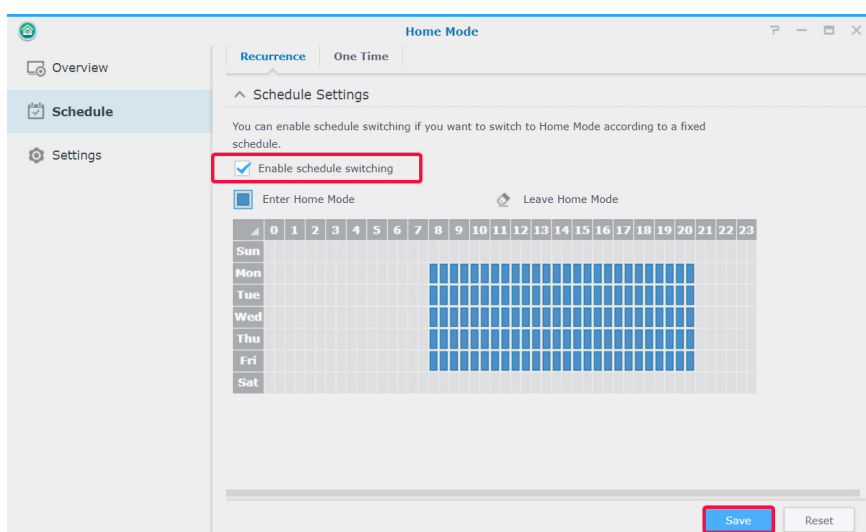 Home Mode
Overview
Schedule
Settings
Recurrence One Time
Schedule Settings
You can enable schedule switching if you want to switch to Home Mode according to a fixed
schedule.
Enable schedule switching
Enter Home Mode Leave Home Mode
0 1 2 3 4 5 6 7 8 9 10 11 12 13 14 15 16 17 18 19 20 21 22 23
Sun
Mon
Tue
Wed
Thu
Fri
Sat
Save Reset